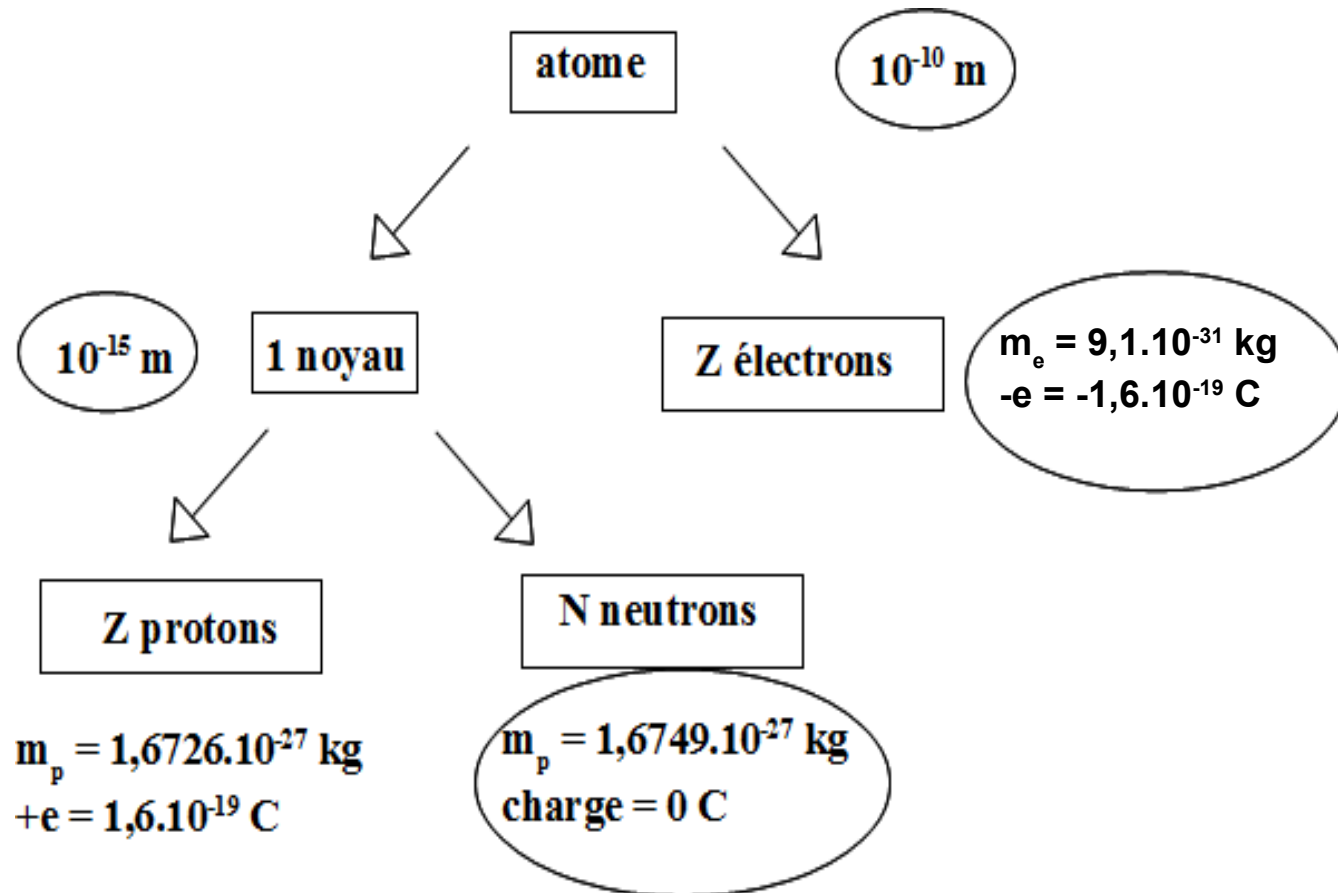 atome
10⁻¹⁰ m
10⁻¹⁵ m
1 noyau
Z électrons
mₑ = 9,1.10⁻³¹ kg
-e = -1,6.10⁻¹⁹ C
Z protons
N neutrons
mₚ = 1,6726.10⁻²⁷ kg
+e = 1,6.10⁻¹⁹ C
mₚ = 1,6749.10⁻²⁷ kg
charge = 0 C